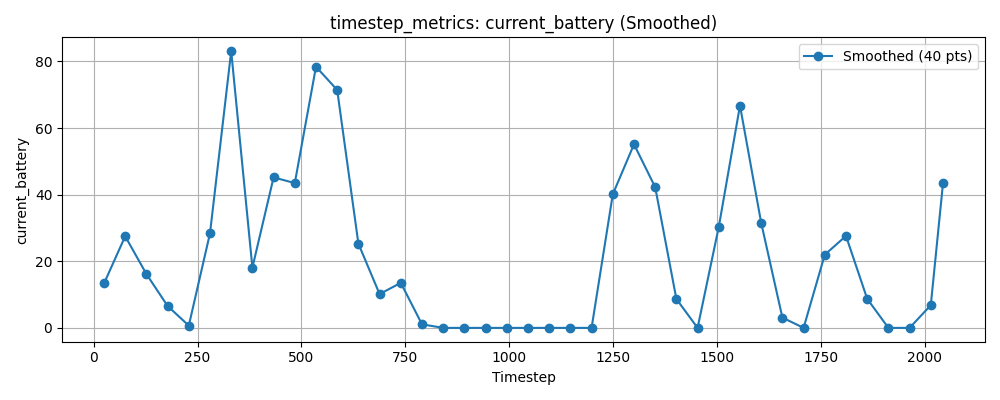 timestep_metrics: current_battery (Smoothed)
Smoothed (40 pts)
current_battery
80
60
40
20
0
0 250 500 750 1000 1250 1500 1750 2000
Timestep